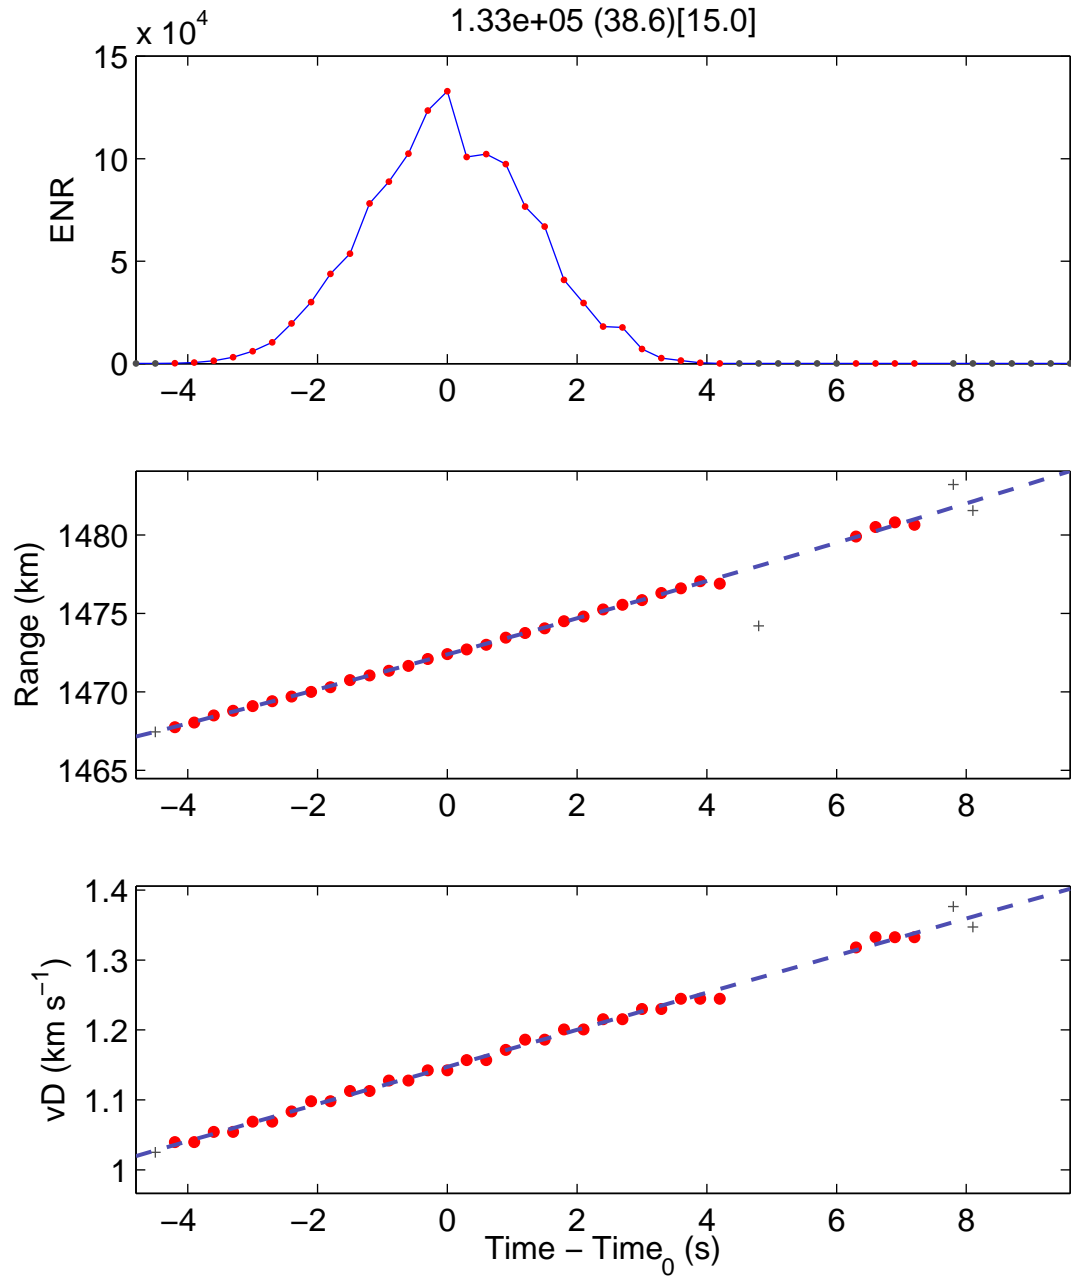 1.33e+05 (38.6)[15.0]
x 10^4
15
10
5
0
ENR
−4 −2 0 2 4 6 8
1480
1475
1470
1465
Range (km)
−4 −2 0 2 4 6 8
1.4
1.3
1.2
1.1
1
vD (km s^−1)
−4 −2 0 2 4 6 8
Time − Time_0 (s)